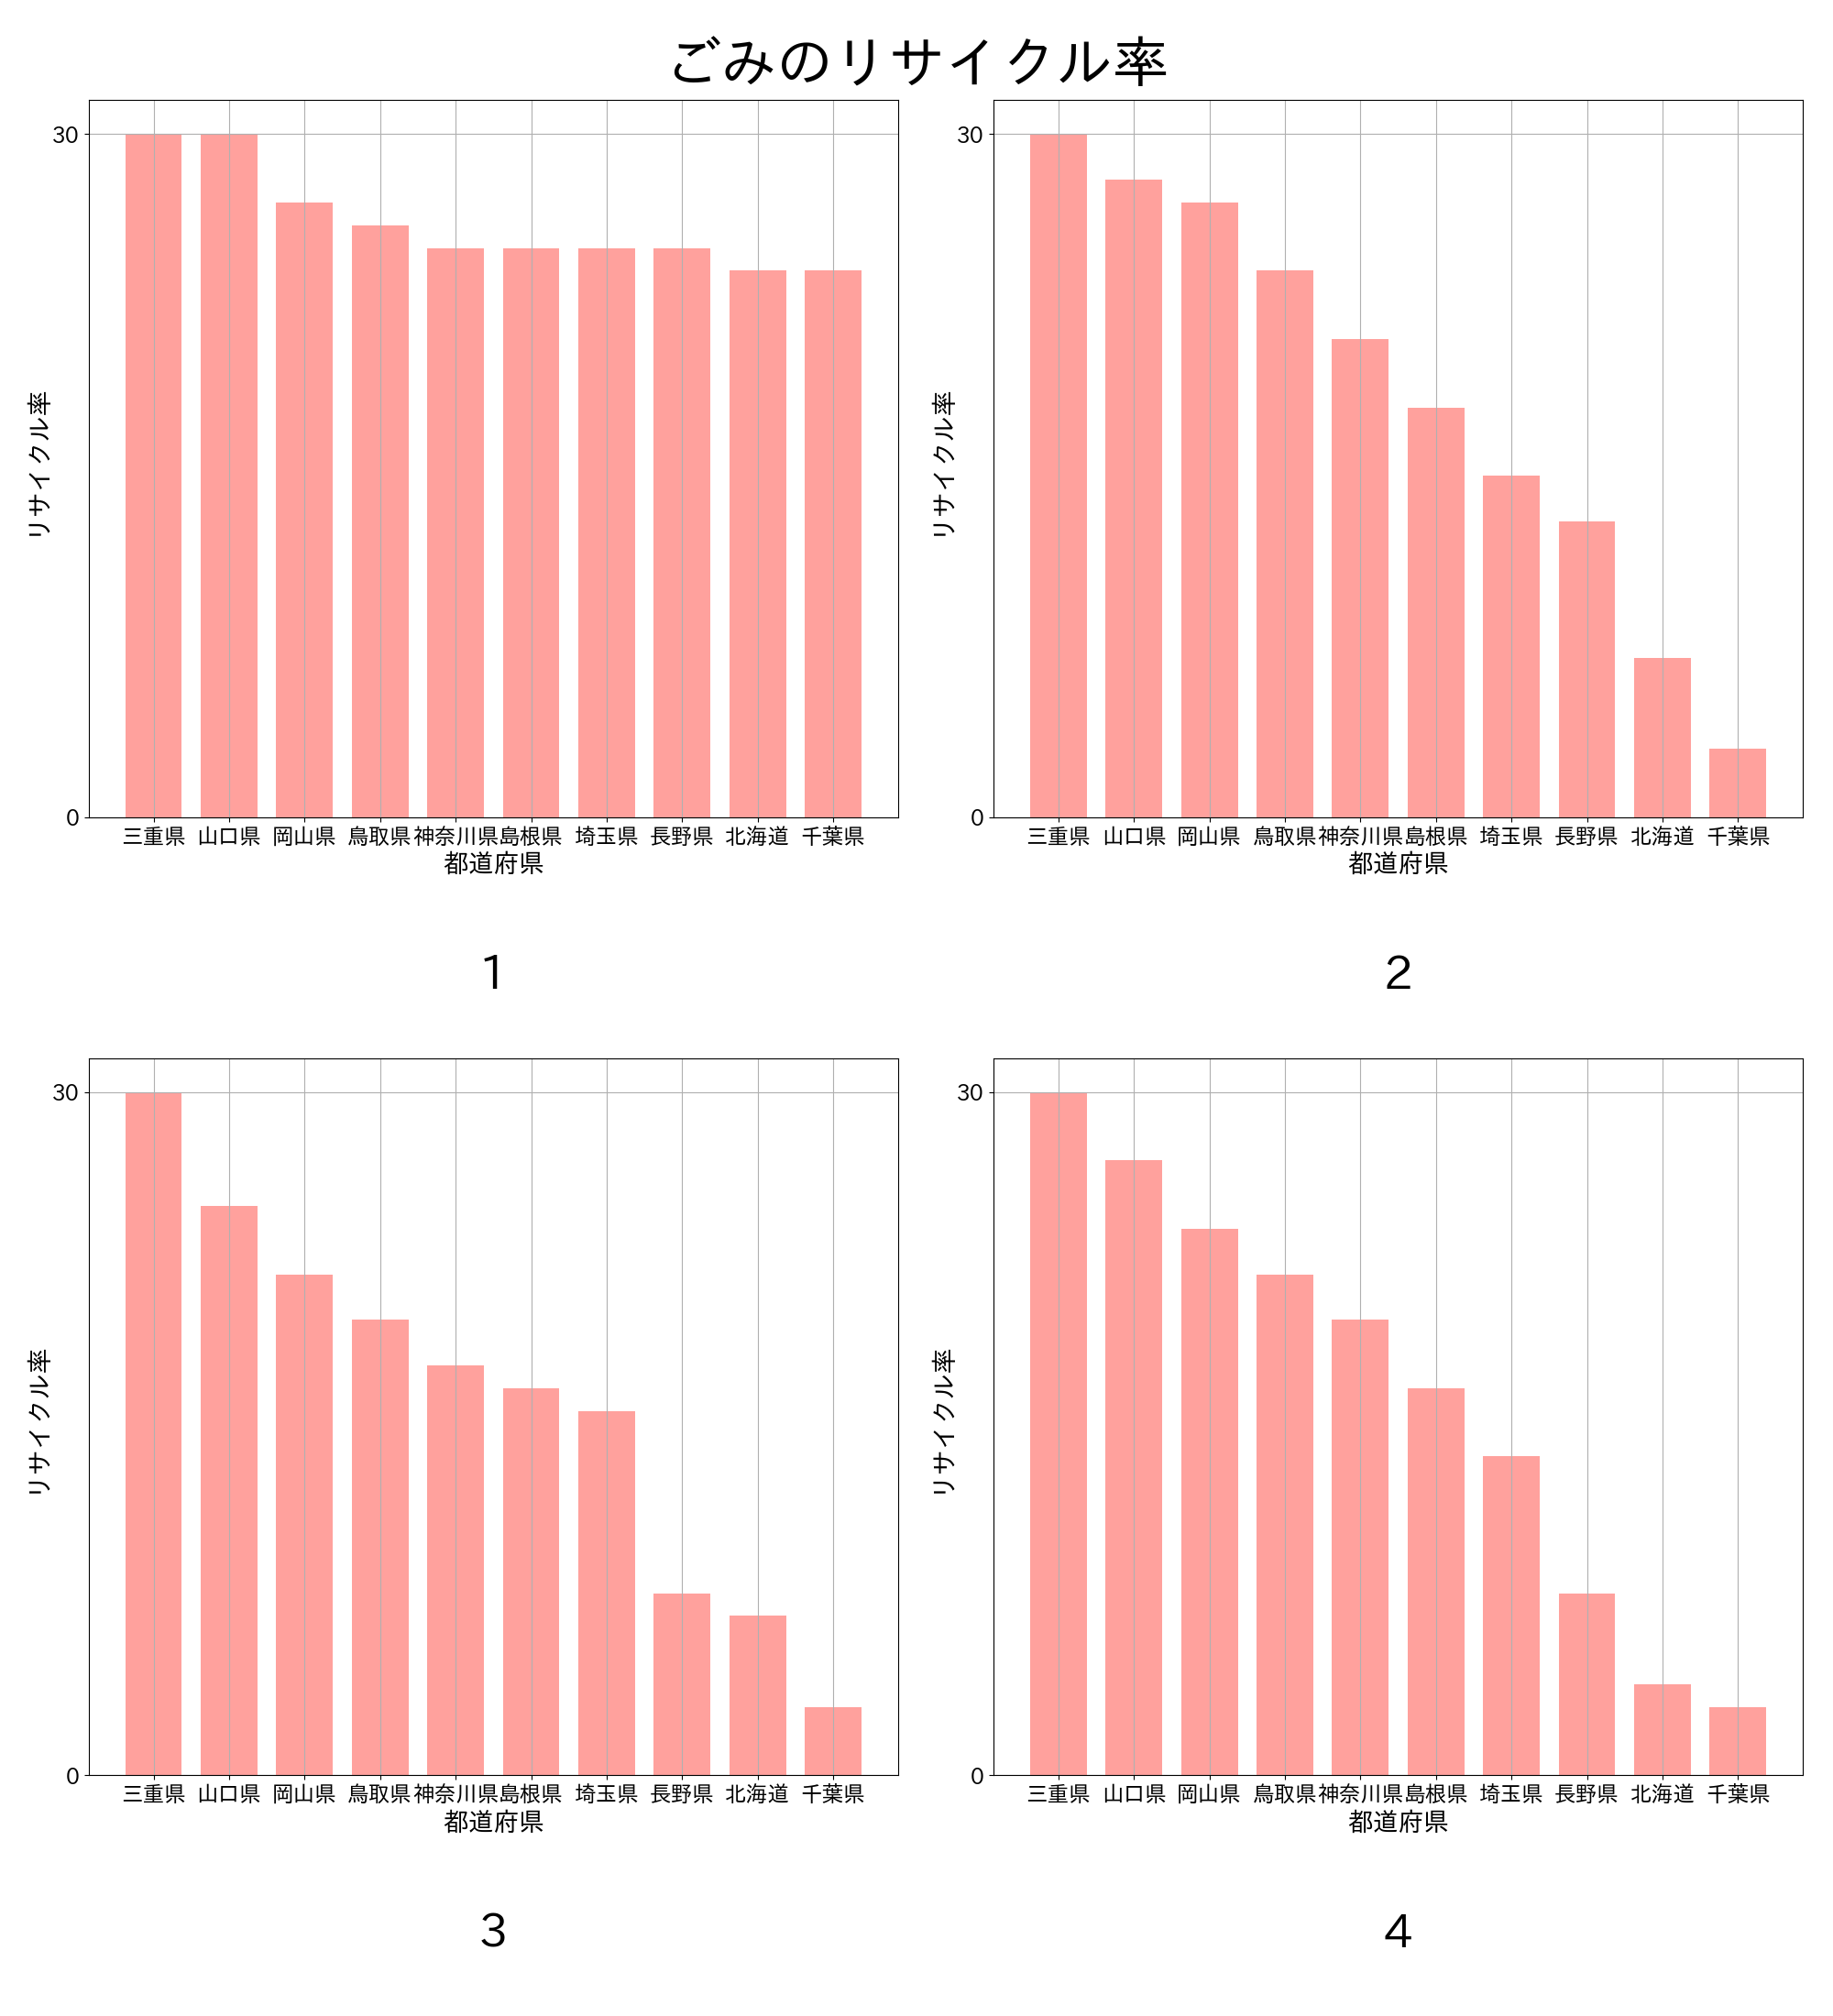 ごみのリサイクル率
30
0
リサイクル率
三重県 山口県 岡山県 鳥取県 神奈川県 島根県 埼玉県 長野県 北海道 千葉県
都道府県
1
30
0
リサイクル率
三重県 山口県 岡山県 鳥取県 神奈川県 島根県 埼玉県 長野県 北海道 千葉県
都道府県
2
30
0
リサイクル率
三重県 山口県 岡山県 鳥取県 神奈川県 島根県 埼玉県 長野県 北海道 千葉県
都道府県
3
30
0
リサイクル率
三重県 山口県 岡山県 鳥取県 神奈川県 島根県 埼玉県 長野県 北海道 千葉県
都道府県
4